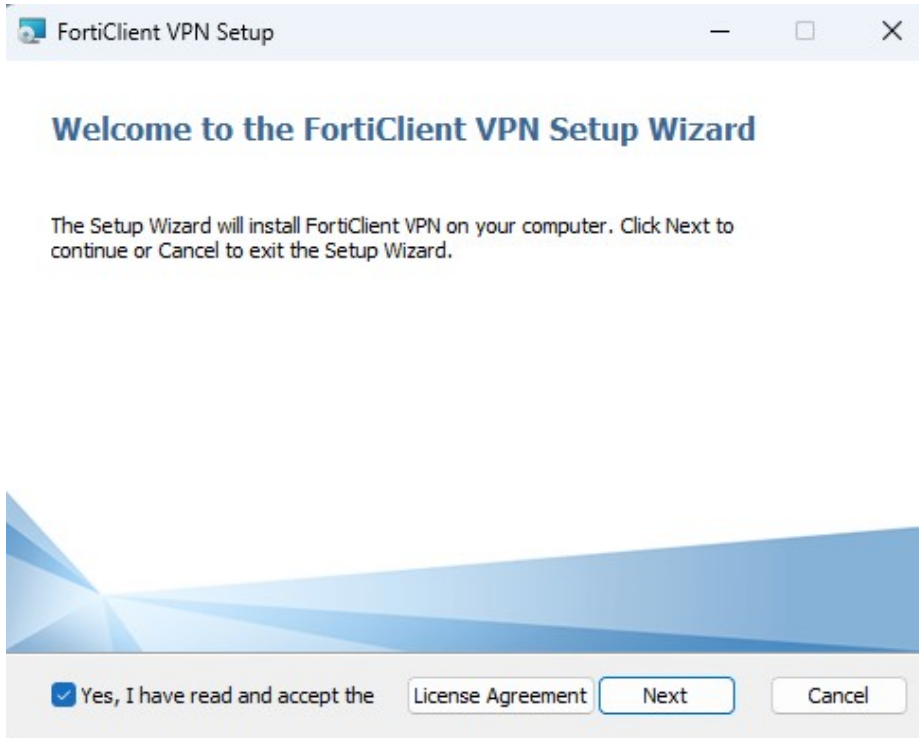 FortiClient VPN Setup
Welcome to the FortiClient VPN Setup Wizard
The Setup Wizard will install FortiClient VPN on your computer. Click Next to
continue or Cancel to exit the Setup Wizard.
Yes, I have read and accept the License Agreement Next Cancel